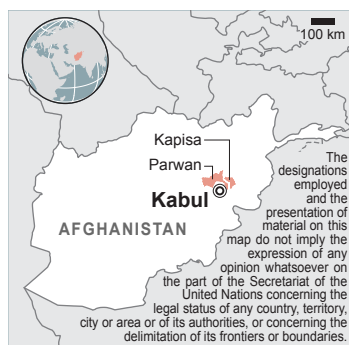 100 km
Kapisa
Parwan
Kabul
AFGHANISTAN
The
designations
employed
and the
presentation of
material on this
map do not imply the
expression of any
opinion whatsoever on
the part of the Secretariat of the
United Nations concerning the
legal status of any country, territory,
city or area or of its authorities, or concerning the
delimitation of its frontiers or boundaries.